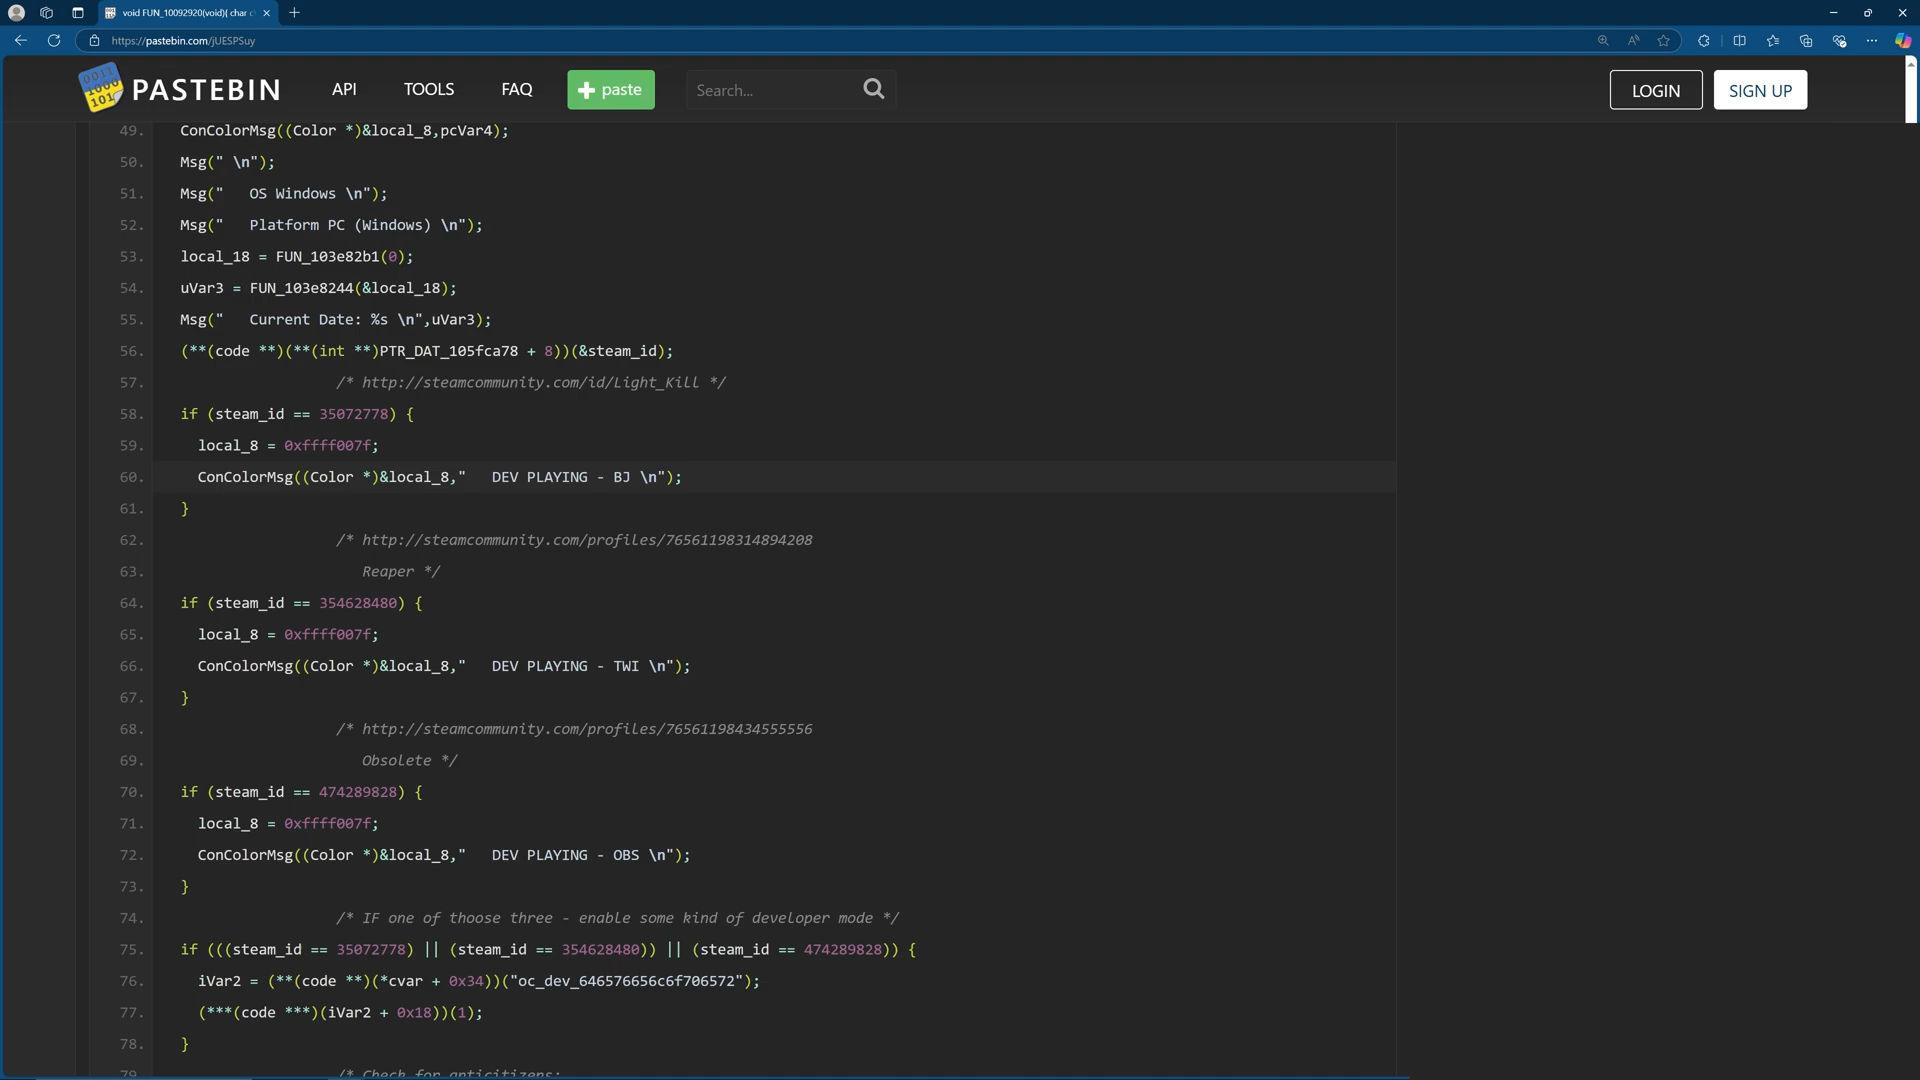 void FUN_10092920(void){ char c
https://pastebin.com/jUESPSuy
PASTEBIN
API
TOOLS
FAQ
paste
Search...
LOGIN
SIGN UP
49. ConColorMsg((Color *)&local_8,pcVar4);
50. Msg(" \n");
51. Msg("   OS Windows \n");
52. Msg("   Platform PC (Windows) \n");
53. local_18 = FUN_103e82b1(0);
54. uVar3 = FUN_103e8244(&local_18);
55. Msg("   Current Date: %s \n",uVar3);
56. (**(code **)(**(int **)PTR_DAT_105fca78 + 8))(&steam_id);
57. /* http://steamcommunity.com/id/Light_Kill */
58. if (steam_id == 35072778) {
59. local_8 = 0xffff007f;
60. ConColorMsg((Color *)&local_8,"   DEV PLAYING - BJ \n");
61. }
62. /* http://steamcommunity.com/profiles/76561198314894208
63. Reaper */
64. if (steam_id == 354628480) {
65. local_8 = 0xffff007f;
66. ConColorMsg((Color *)&local_8,"   DEV PLAYING - TWI \n");
67. }
68. /* http://steamcommunity.com/profiles/76561198434555556
69. Obsolete */
70. if (steam_id == 474289828) {
71. local_8 = 0xffff007f;
72. ConColorMsg((Color *)&local_8,"   DEV PLAYING - OBS \n");
73. }
74. /* IF one of thoose three - enable some kind of developer mode */
75. if (((steam_id == 35072778) || (steam_id == 354628480)) || (steam_id == 474289828)) {
76. iVar2 = (**(code **)(*cvar + 0x34))("oc_dev_646576656c6f706572");
77. (***(code ***)(iVar2 + 0x18))(1);
78. }
79. /* Check for anticitizens: